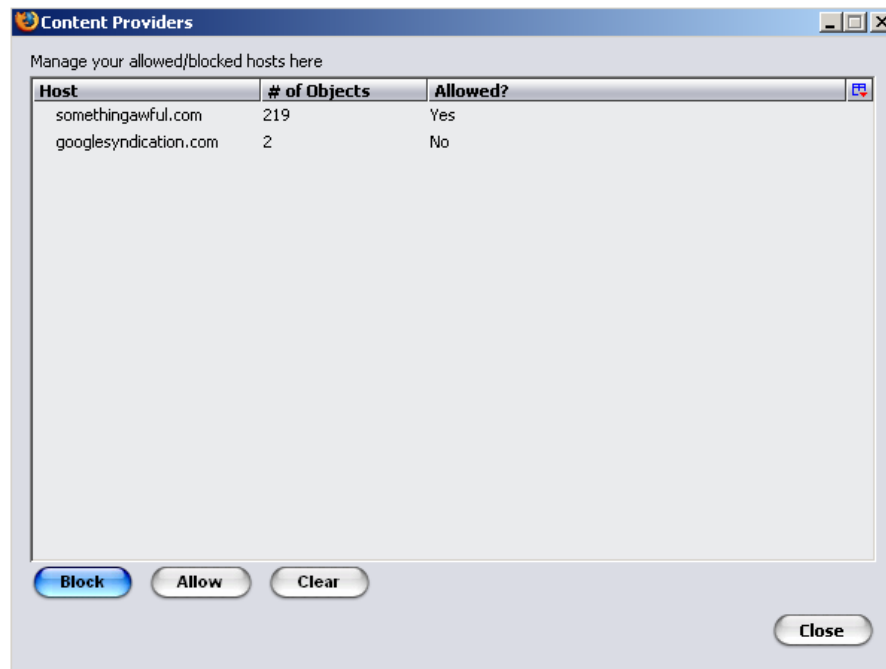 Content Providers
Manage your allowed/blocked hosts here
Host # of Objects Allowed?
somethingawful.com 219 Yes
googlesyndication.com 2 No
Block Allow Clear
Close